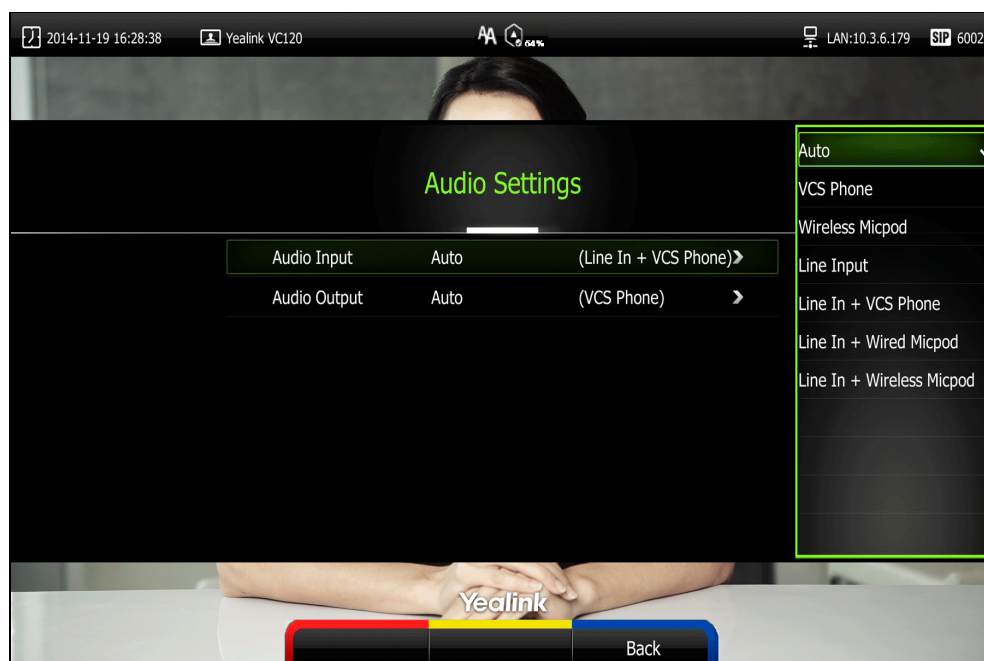 2014-11-19 16:28:38 Yealink VC120 AA 64% LAN:10.3.6.179 SIP 6002
Audio Settings
Audio Input Auto (Line In + VCS Phone)
Audio Output Auto (VCS Phone)
Auto
VCS Phone
Wireless Micpod
Line Input
Line In + VCS Phone
Line In + Wired Micpod
Line In + Wireless Micpod
Yealink
Back